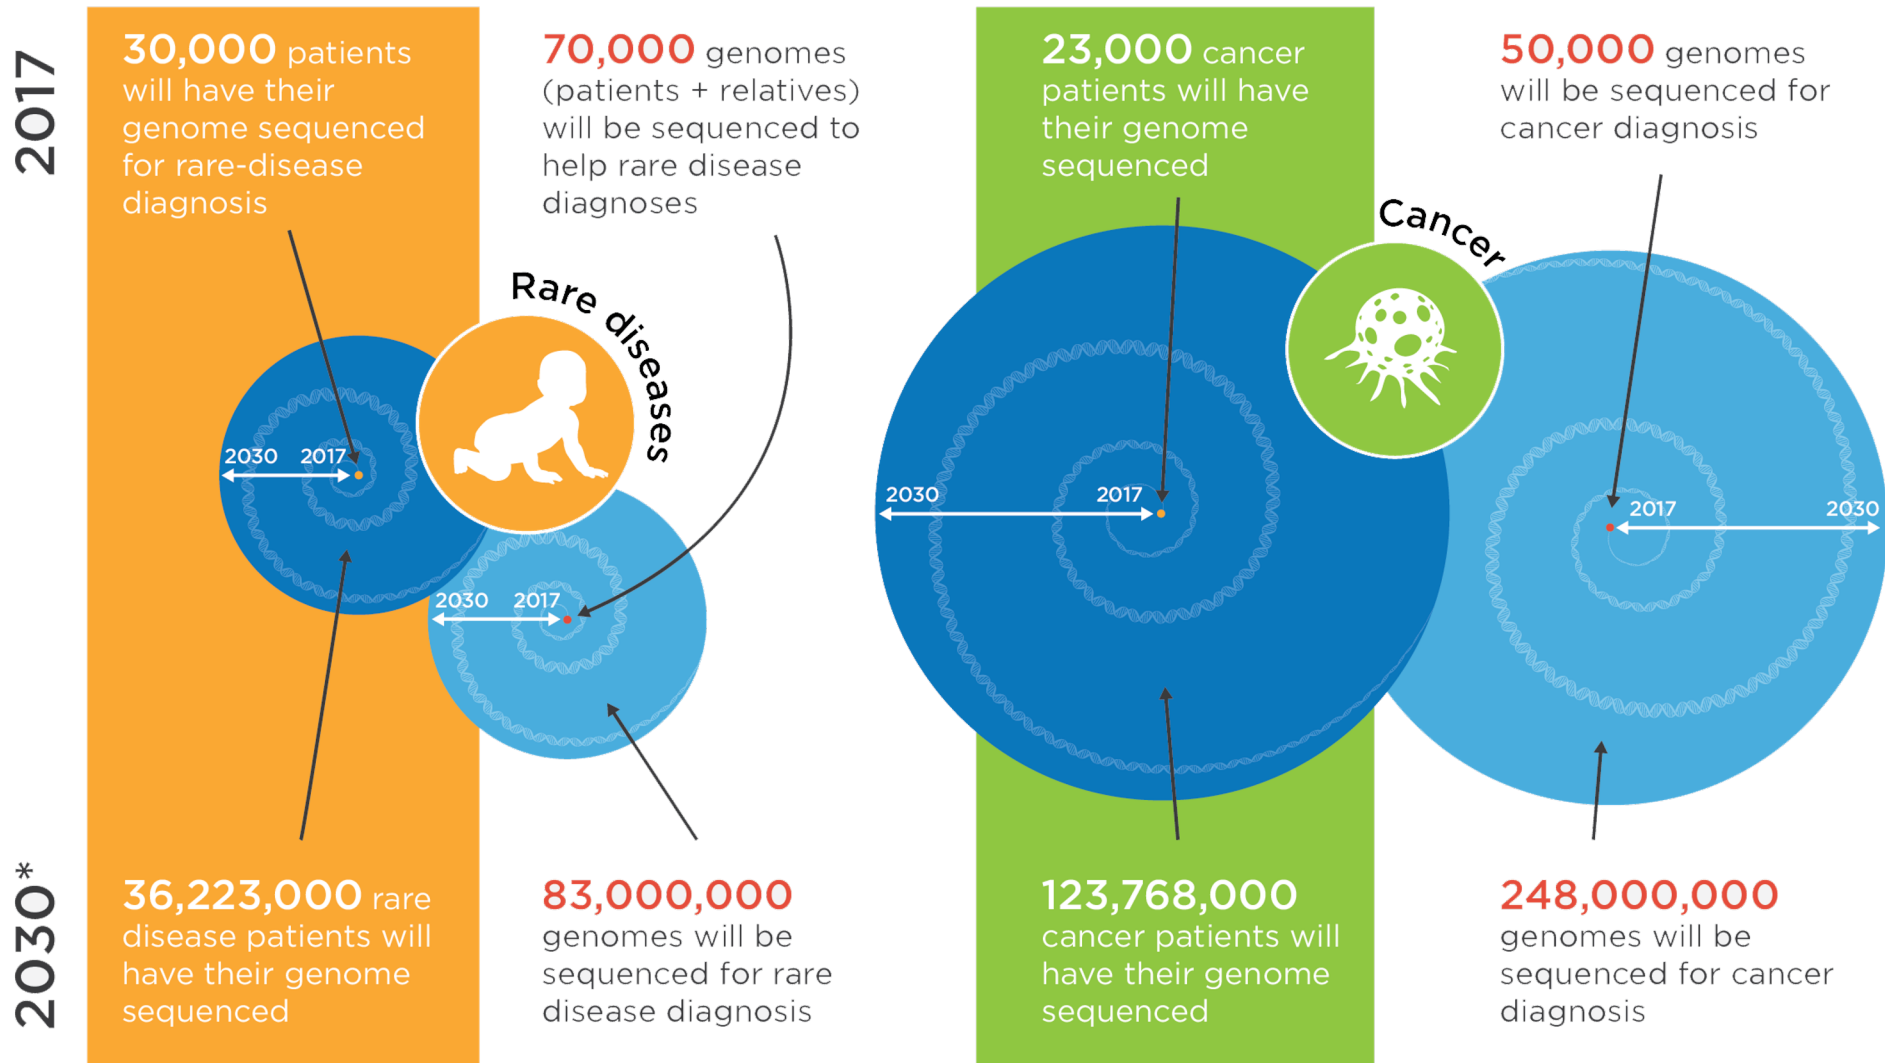 2017
30,000 patients
will have their
genome sequenced
for rare-disease
diagnosis
70,000 genomes
(patients + relatives)
will be sequenced to
help rare disease
diagnoses
23,000 cancer
patients will have
their genome
sequenced
50,000 genomes
will be sequenced for
cancer diagnosis
Rare diseases
2030 2017
2030 2017
Cancer
2030 2017
2017 2030
2030*
36,223,000 rare
disease patients will
have their genome
sequenced
83,000,000
genomes will be
sequenced for rare
disease diagnosis
123,768,000
cancer patients will
have their genome
sequenced
248,000,000
genomes will be
sequenced for cancer
diagnosis